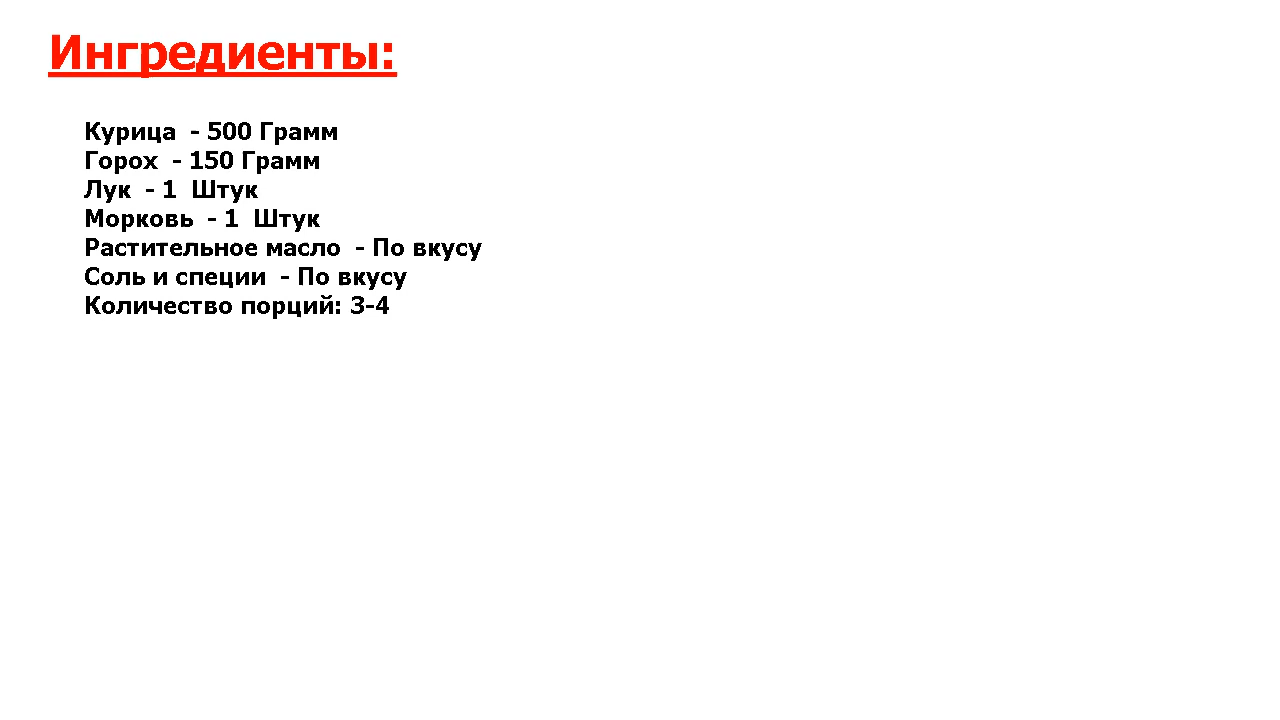 Ингредиенты:
Курица  - 500 Грамм
Горох  - 150 Грамм
Лук  - 1  Штук
Морковь  - 1  Штук
Растительное масло  - По вкусу
Соль и специи  - По вкусу
Количество порций: 3-4